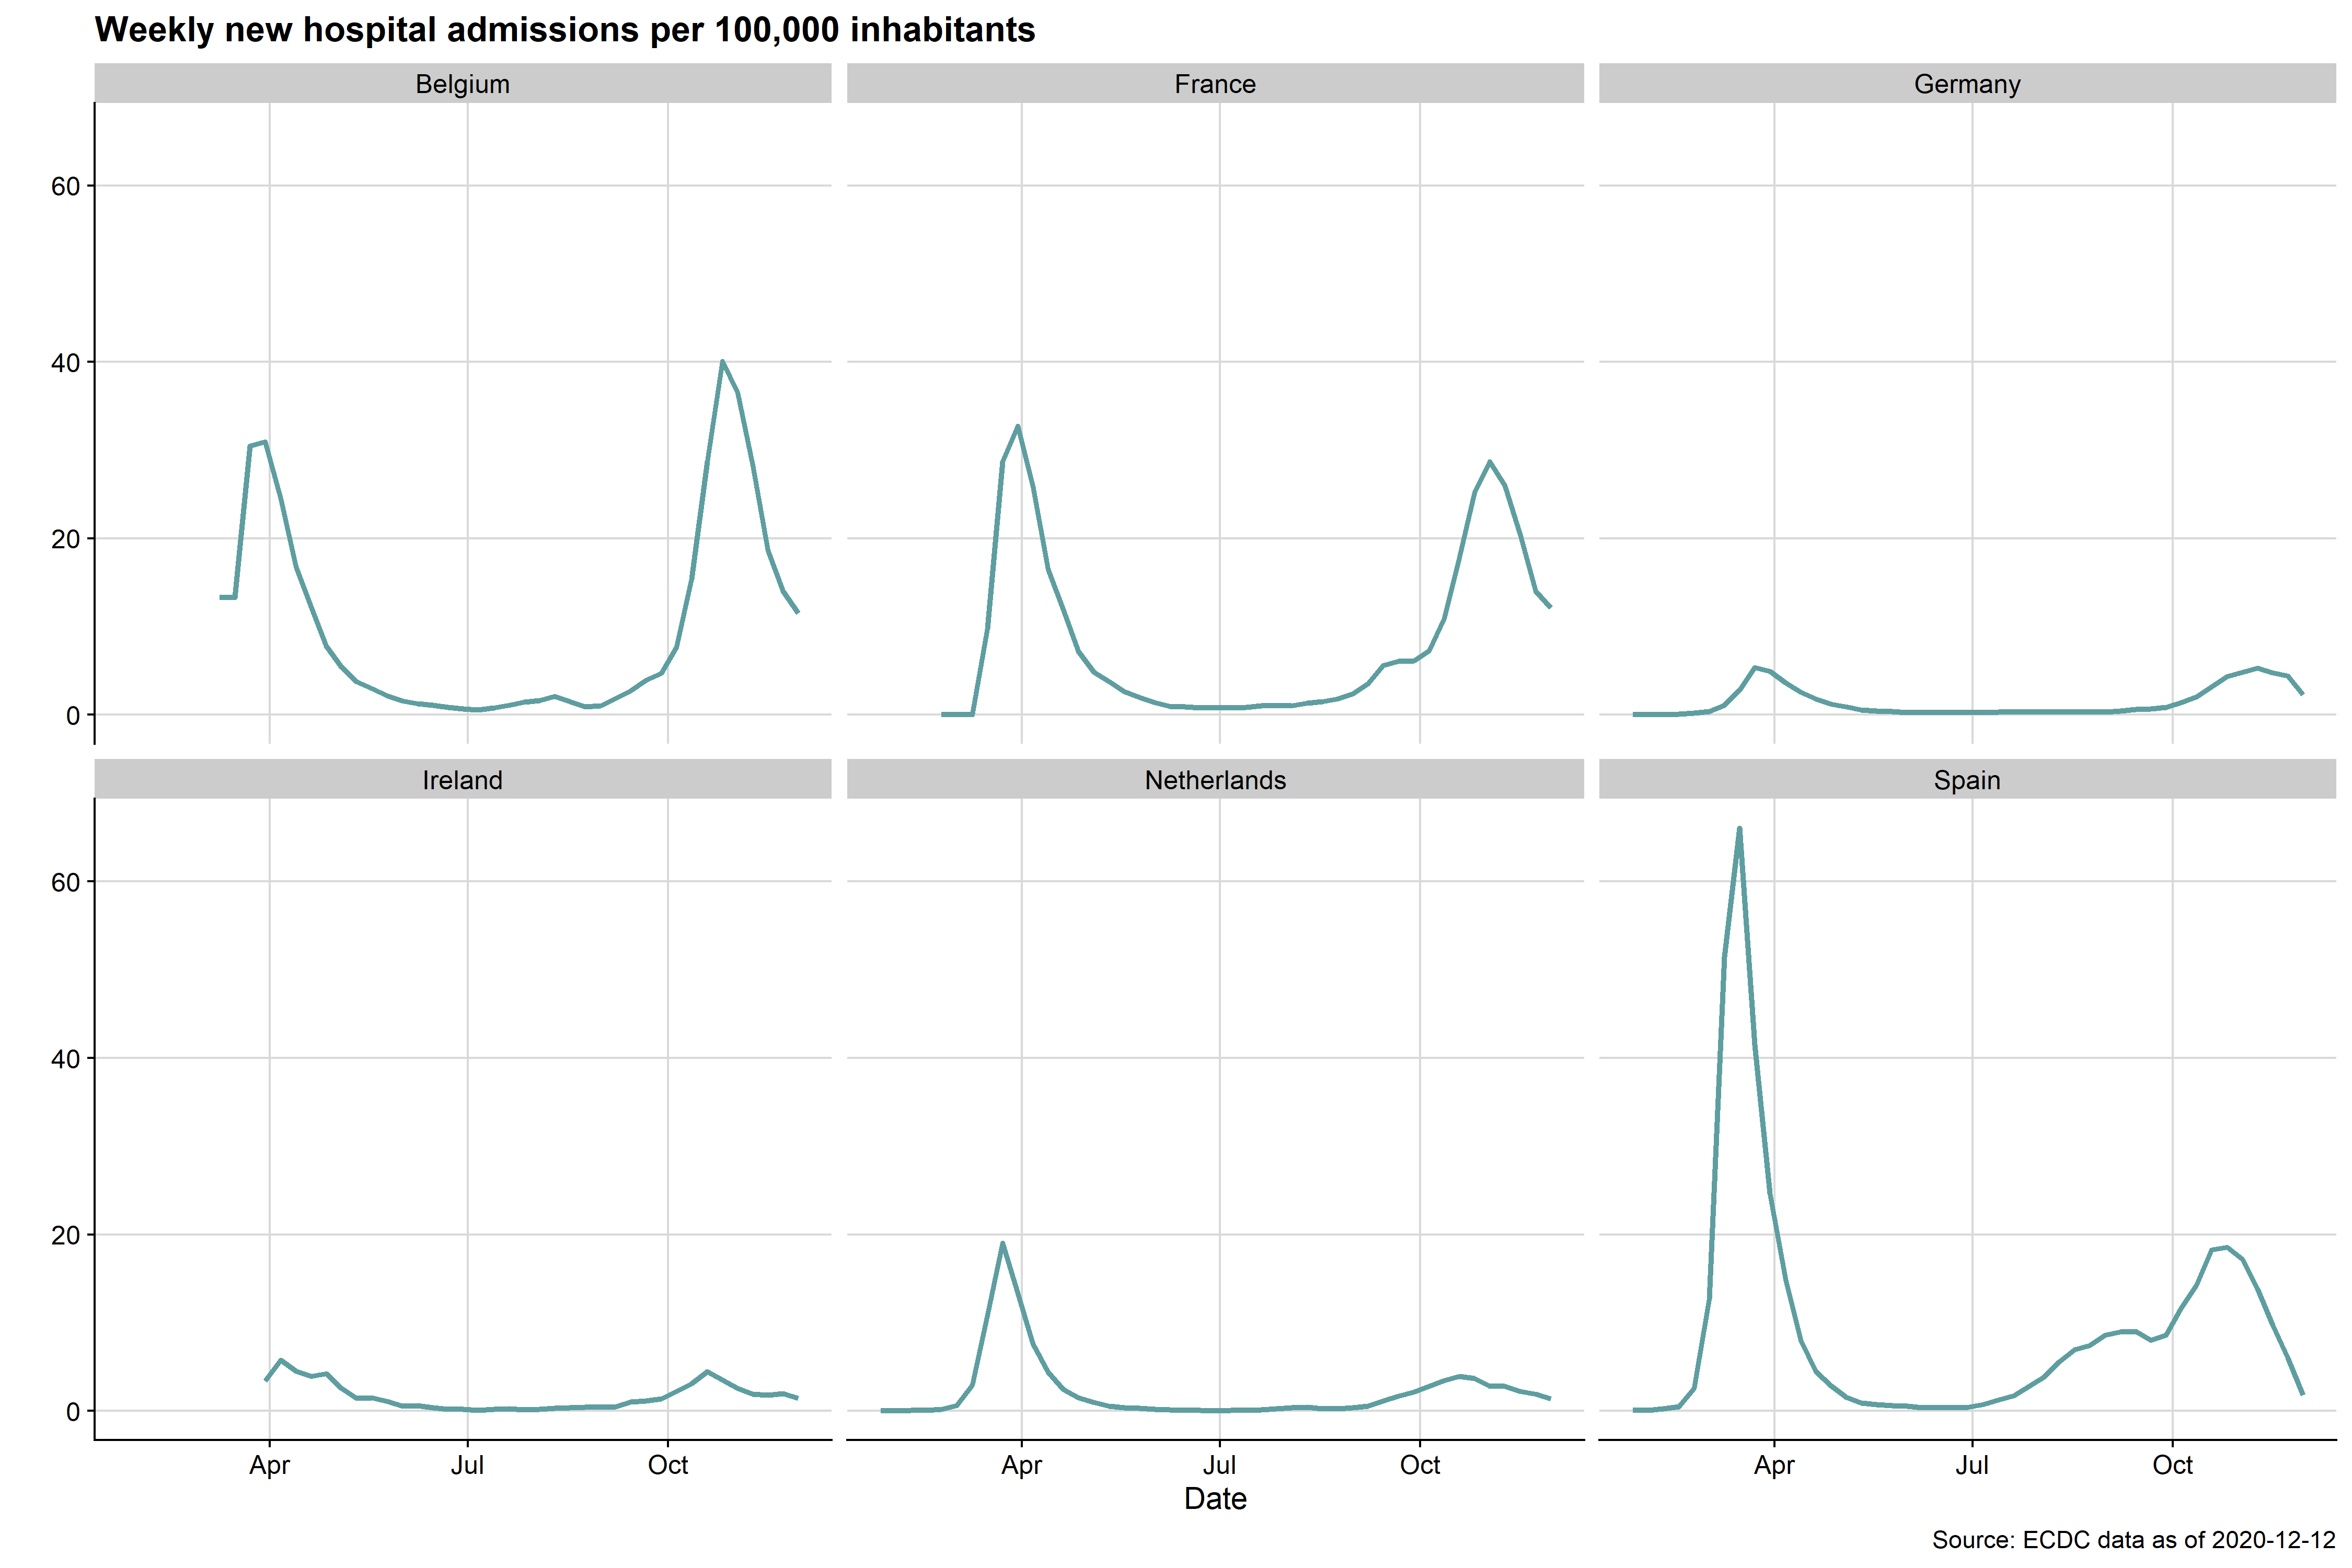 Weekly new hospital admissions per 100,000 inhabitants
Belgium France Germany
60
40
20
0
Ireland Netherlands Spain
60
40
20
0
Apr Jul Oct Apr Jul Oct Apr Jul Oct
Date
Source: ECDC data as of 2020-12-12